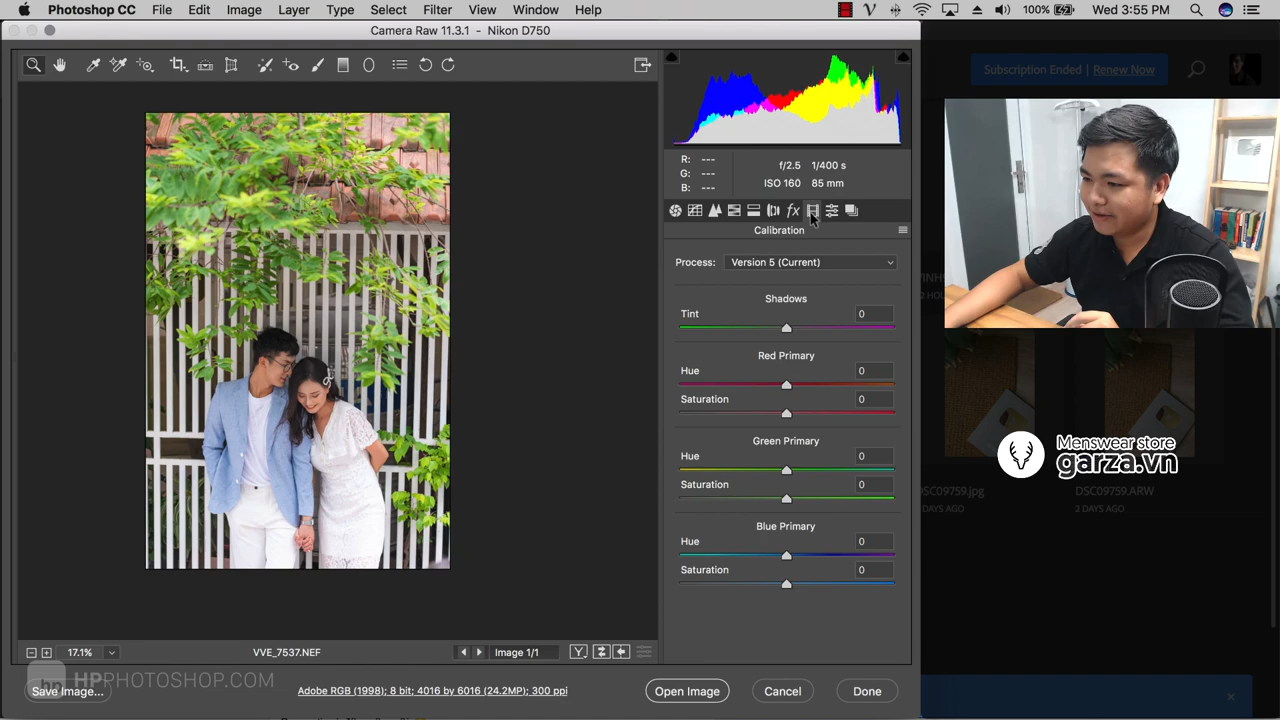 Photoshop CC File Edit Image Layer Type Select Filter View Window Help 100% Wed 3:55 PM
Camera Raw 11.3.1 - Nikon D750
Subscription Ended | Renew Now
R: ---
G: ---
B: ---
f/2.5 1/400 s
ISO 160 85 mm
fx
Calibration
Process: Version 5 (Current)
Shadows
Tint 0
Red Primary
Hue 0
Saturation 0
Green Primary
Hue 0
Saturation 0
Blue Primary
Hue 0
Saturation 0
Menswear store
garza.vn
DSC09759.ARW
2 DAYS AGO
17.1%
VVE_7537.NEF
Image 1/1
Y
hp HPPHOTOSHOP.COM
Save Image...
Adobe RGB (1998); 8 bit; 4016 by 6016 (24.2MP); 300 ppi
Open Image Cancel Done